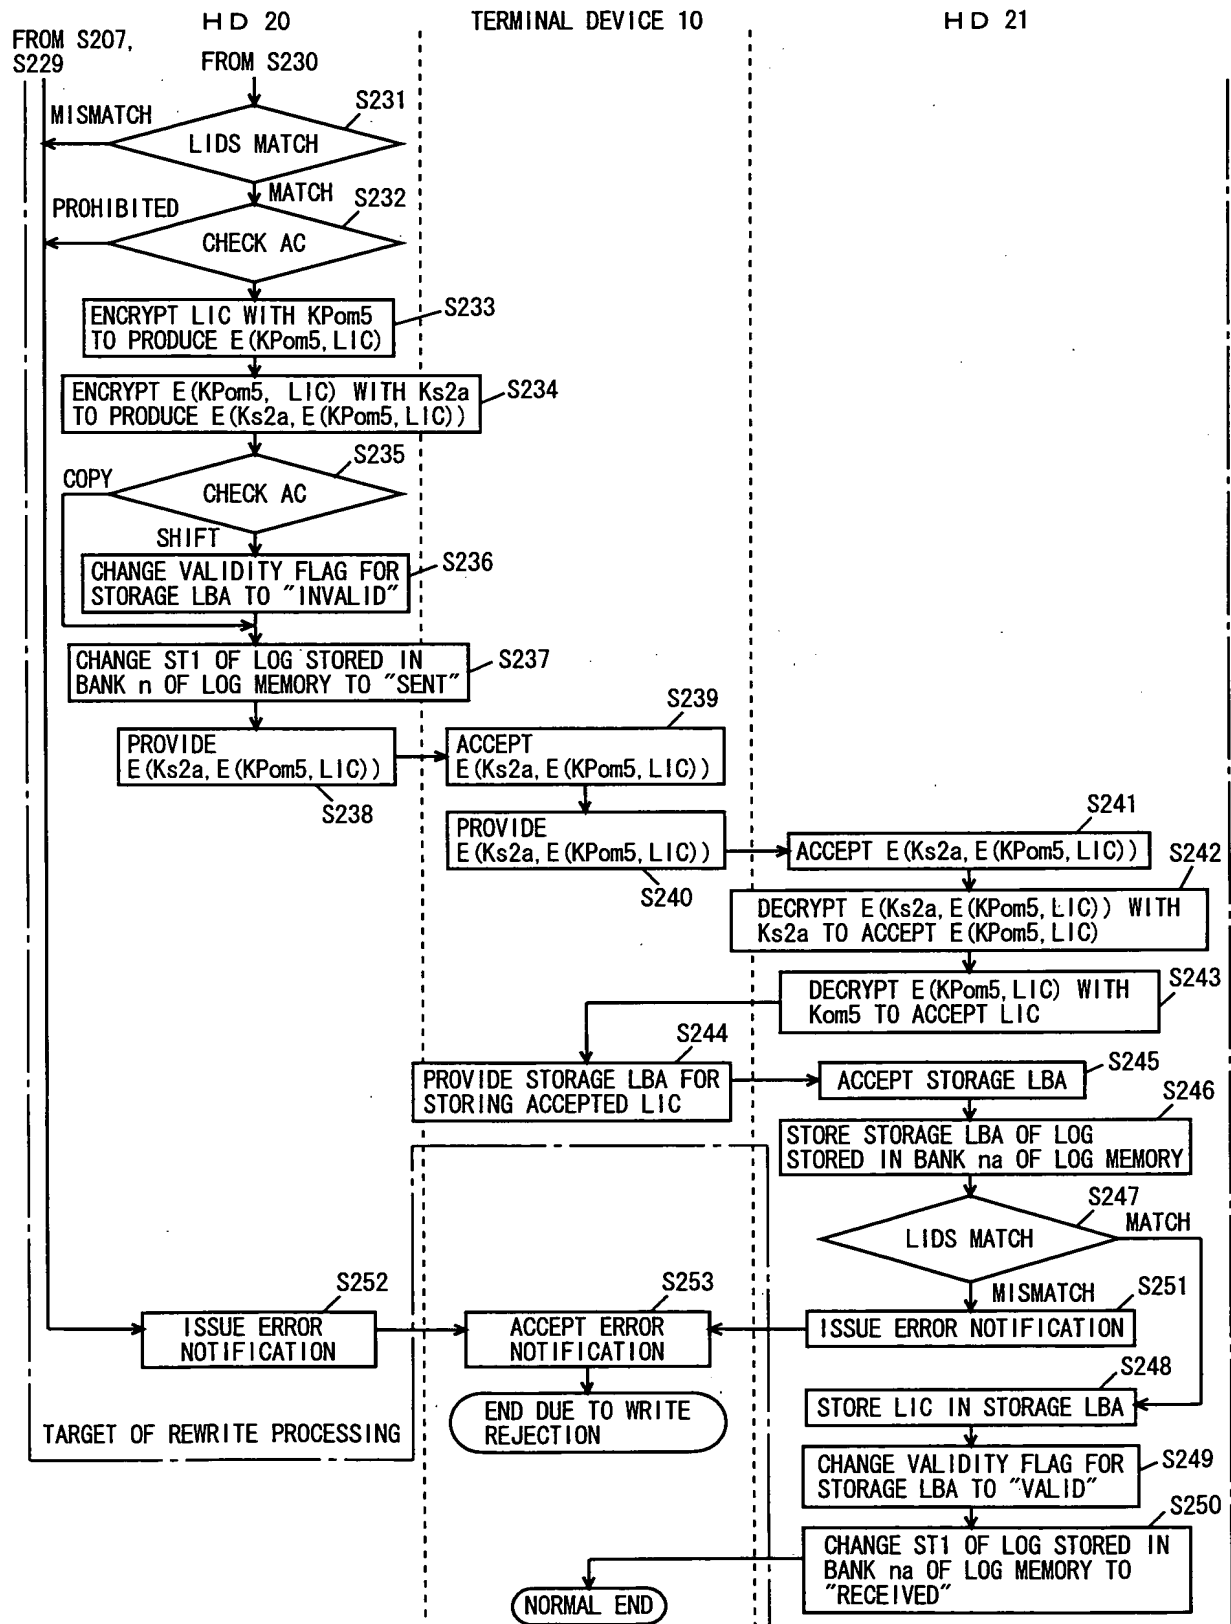 HD 20
TERMINAL DEVICE 10
HD 21
FROM S207,
S229
FROM S230
S231
MISMATCH
LIDS MATCH
MATCH
S232
PROHIBITED
CHECK AC
S233
ENCRYPT LIC WITH KPom5
TO PRODUCE E(KPom5,LIC)
S234
ENCRYPT E(KPom5, LIC) WITH Ks2a
TO PRODUCE E(Ks2a,E(KPom5,LIC))
S235
COPY
CHECK AC
SHIFT
S236
CHANGE VALIDITY FLAG FOR
STORAGE LBA TO "INVALID"
S237
CHANGE ST1 OF LOG STORED IN
BANK n OF LOG MEMORY TO "SENT"
PROVIDE
E(Ks2a,E(KPom5,LIC))
S238
S239
ACCEPT
E(Ks2a,E(KPom5,LIC))
PROVIDE
E(Ks2a,E(KPom5,LIC))
S240
S241
ACCEPT E(Ks2a,E(KPom5,LIC))
S242
DECRYPT E(Ks2a,E(KPom5,LIC)) WITH
Ks2a TO ACCEPT E(KPom5,LIC)
S243
DECRYPT E(KPom5,LIC) WITH
Kom5 TO ACCEPT LIC
S244
PROVIDE STORAGE LBA FOR
STORING ACCEPTED LIC
S245
ACCEPT STORAGE LBA
S246
STORE STORAGE LBA OF LOG
STORED IN BANK na OF LOG MEMORY
S247
LIDS MATCH
MATCH
MISMATCH
S251
ISSUE ERROR NOTIFICATION
S252
ISSUE ERROR
NOTIFICATION
S253
ACCEPT ERROR
NOTIFICATION
END DUE TO WRITE
REJECTION
TARGET OF REWRITE PROCESSING
S248
STORE LIC IN STORAGE LBA
S249
CHANGE VALIDITY FLAG FOR
STORAGE LBA TO "VALID"
S250
CHANGE ST1 OF LOG STORED IN
BANK na OF LOG MEMORY TO
"RECEIVED"
NORMAL END